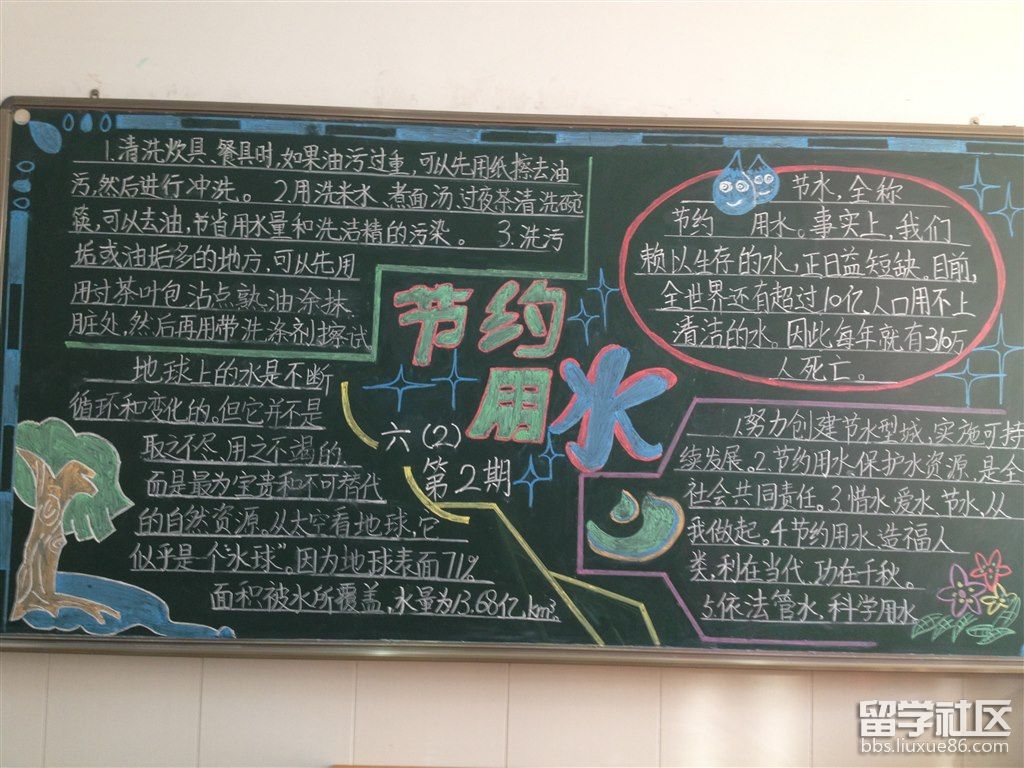 1.清洗炊具、餐具时,如果油污过重,可以先用纸擦去油
污,然后进行冲洗。 2.用洗米水、煮面汤、过夜茶清洗碗
筷,可以去油,节省用水量和洗洁精的污染。 3.洗污
垢或油垢多的地方,可以先用
用过茶叶包沾点熟油涂抹
脏处,然后再用带洗涤剂擦试
地球上的水是不断
循环和变化的。但它并不是
取之不尽,用之不竭的,
而是最为宝贵和不可替代
的自然资源,从太空看地球,它
似乎是个“水球”。因为地球表面71%
面积被水所覆盖,水量为13.68亿km³。
节约
用水
六(2)
第2期
节水,全称
节约 用水。事实上,我们
赖以生存的水,正日益短缺。目前,
全世界还有超过10亿人口用不上
清洁的水。因此每年就有310万
人死亡。
1.努力创建节水型城,实施可持
续发展。2.节约用水,保护水资源,是全
社会共同责任。3.惜水、爱水、节水,从
我做起。4.节约用水,造福人
类,利在当代,功在千秋。
5.依法管水,科学用水
留学社区
bbs.liuxue86.com